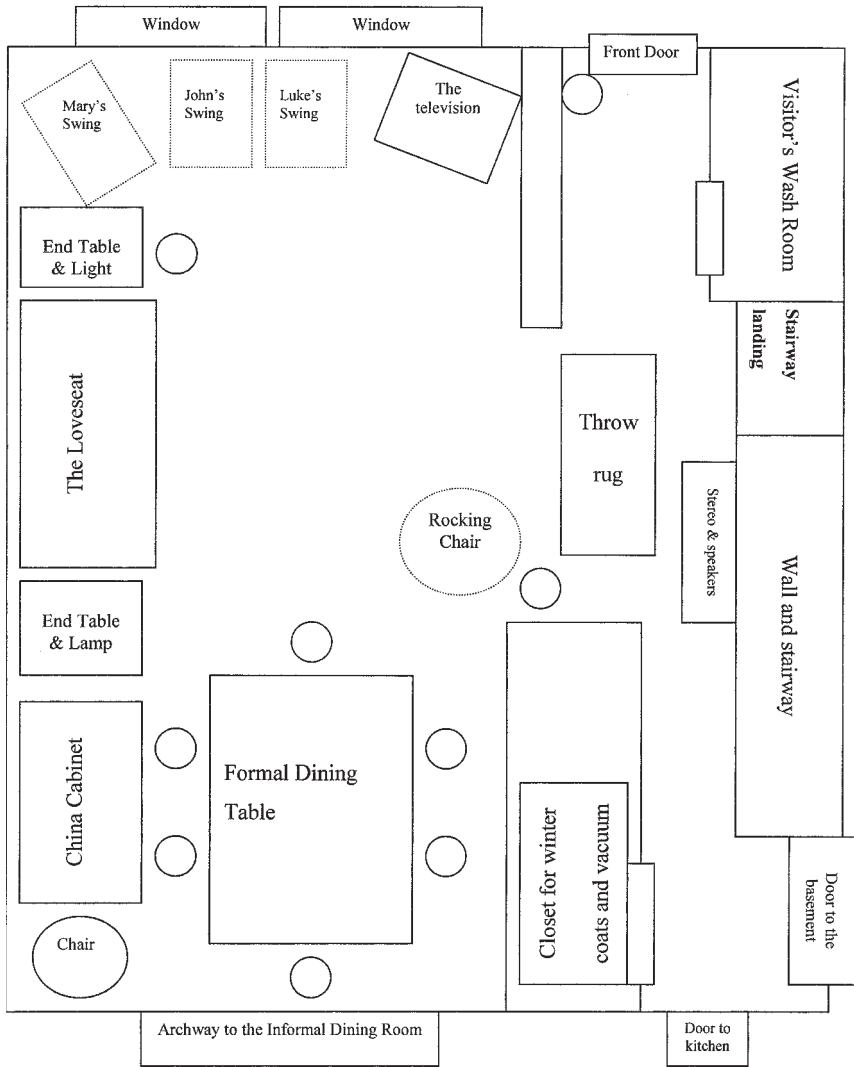 Window
Window
Front Door
Mary's
Swing
John's
Swing
Luke's
Swing
The
television
Visitor's Wash Room
End Table
& Light
Stairway
landing
The Loveseat
Throw
rug
Rocking
Chair
Stereo & speakers
Wall and stairway
End Table
& Lamp
China Cabinet
Formal Dining
Table
Closet for winter
coats and vacuum
Door to the
basement
Chair
Archway to the Informal Dining Room
Door to
kitchen